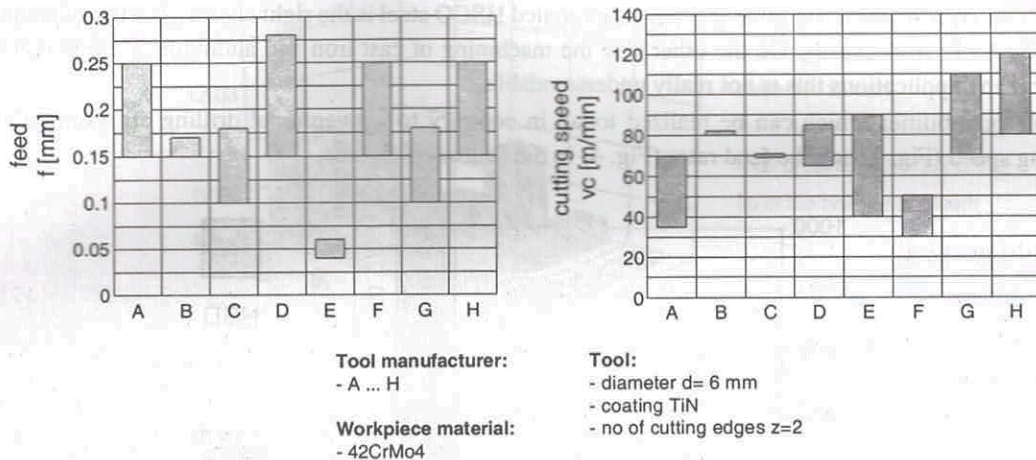 0.25
0.2
0.15
0.1
0.05
0
feed
f [mm]
A B C D E F G H
140
120
100
80
60
40
20
0
cutting speed
vc [m/min]
A B C D E F G H
Tool manufacturer:
- A ... H
Workpiece material:
- 42CrMo4
Tool:
- diameter d= 6 mm
- coating TiN
- no of cutting edges z=2